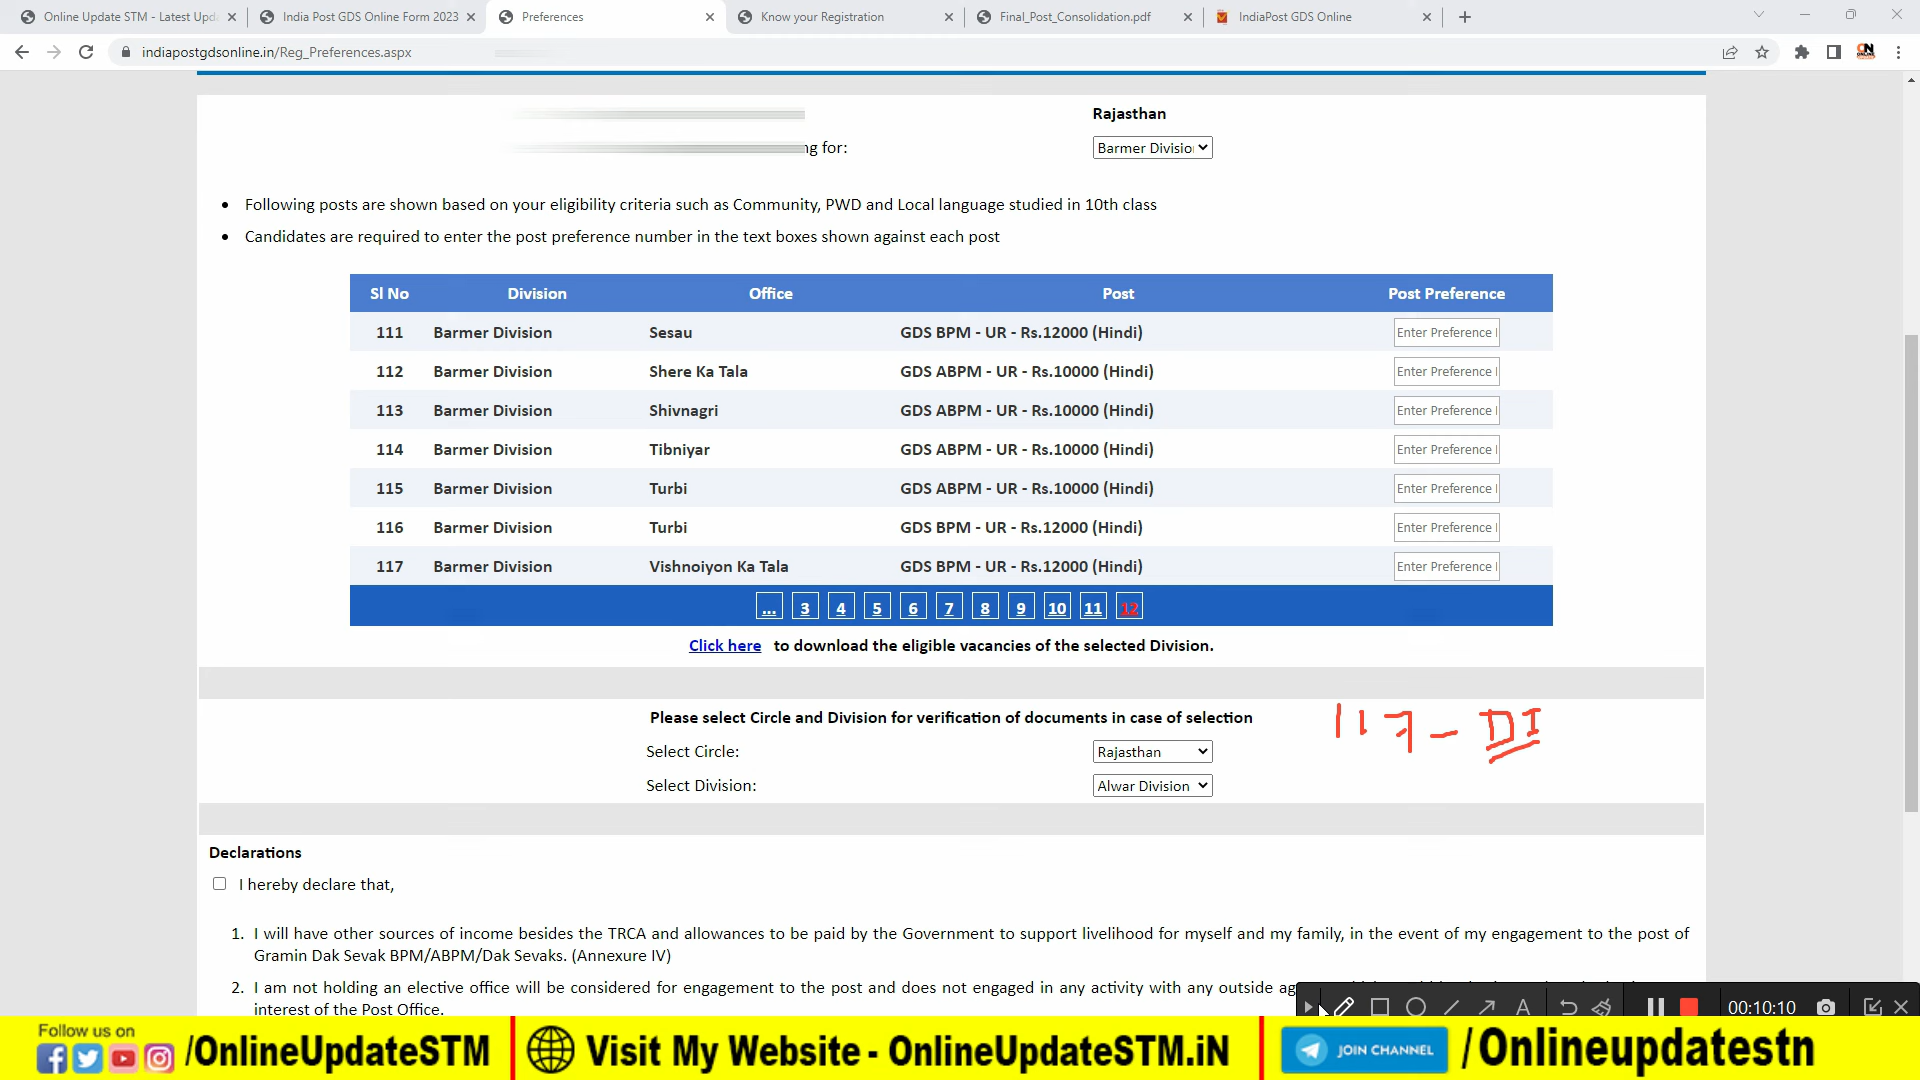 Online Update STM - Latest Upda
India Post GDS Online Form 2023
Preferences
Know your Registration
Final_Post_Consolidation.pdf
IndiaPost GDS Online
indiapostgdsonline.in/Reg_Preferences.aspx
Rajasthan
for: Barmer Divisio
• Following posts are shown based on your eligibility criteria such as Community, PWD and Local language studied in 10th class
• Candidates are required to enter the post preference number in the text boxes shown against each post
Sl No Division Office Post Post Preference
111 Barmer Division Sesau GDS BPM - UR - Rs.12000 (Hindi) Enter Preference
112 Barmer Division Shere Ka Tala GDS ABPM - UR - Rs.10000 (Hindi) Enter Preference
113 Barmer Division Shivnagri GDS ABPM - UR - Rs.10000 (Hindi) Enter Preference
114 Barmer Division Tibniyar GDS ABPM - UR - Rs.10000 (Hindi) Enter Preference
115 Barmer Division Turbi GDS ABPM - UR - Rs.10000 (Hindi) Enter Preference
116 Barmer Division Turbi GDS BPM - UR - Rs.12000 (Hindi) Enter Preference
117 Barmer Division Vishnoiyon Ka Tala GDS BPM - UR - Rs.12000 (Hindi) Enter Preference
... 3 4 5 6 7 8 9 10 11 12
Click here to download the eligible vacancies of the selected Division.
Please select Circle and Division for verification of documents in case of selection
117 - DI
Select Circle: Rajasthan
Select Division: Alwar Division
Declarations
I hereby declare that,
1. I will have other sources of income besides the TRCA and allowances to be paid by the Government to support livelihood for myself and my family, in the event of my engagement to the post of
Gramin Dak Sevak BPM/ABPM/Dak Sevaks. (Annexure IV)
2. I am not holding an elective office will be considered for engagement to the post and does not engaged in any activity with any outside
interest of the Post Office.
00:10:10
Follow us on
/OnlineUpdateSTM
Visit My Website - OnlineUpdateSTM.iN
JOIN CHANNEL
/Onlineupdatestn